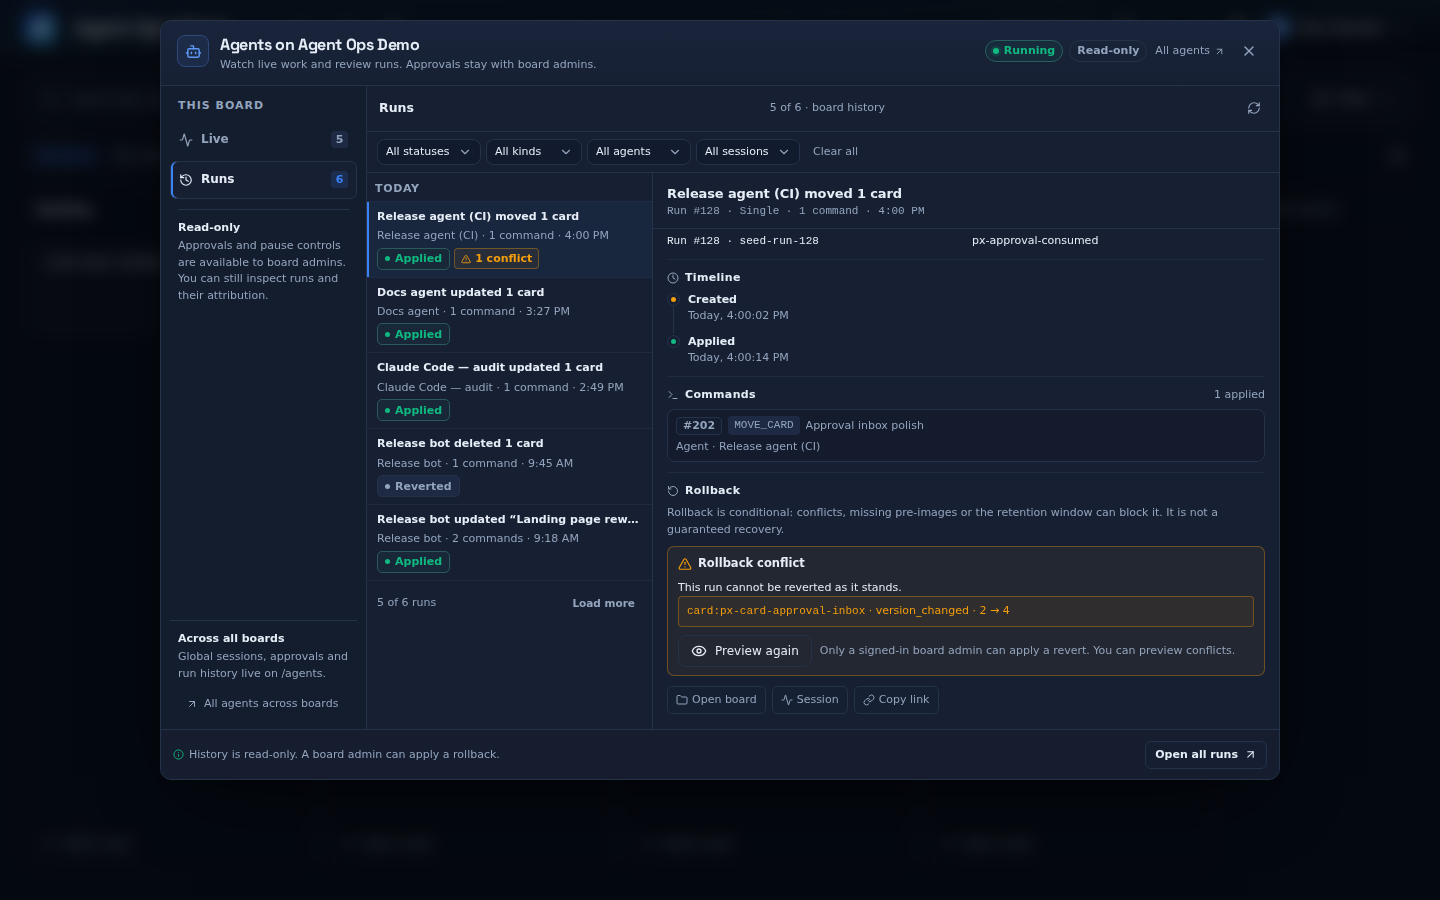 Agents on Agent Ops Demo
Watch live work and review runs. Approvals stay with board admins.
Running
Read-only
All agents
THIS BOARD
Live
5
Runs
6
Read-only
Approvals and pause controls
are available to board admins.
You can still inspect runs and
their attribution.
Across all boards
Global sessions, approvals and
run history live on /agents.
All agents across boards
Runs
5 of 6 · board history
All statuses
All kinds
All agents
All sessions
Clear all
TODAY
Release agent (CI) moved 1 card
Release agent (CI) · 1 command · 4:00 PM
Applied
1 conflict
Docs agent updated 1 card
Docs agent · 1 command · 3:27 PM
Applied
Claude Code — audit updated 1 card
Claude Code — audit · 1 command · 2:49 PM
Applied
Release bot deleted 1 card
Release bot · 1 command · 9:45 AM
Reverted
Release bot updated “Landing page rew…
Release bot · 2 commands · 9:18 AM
Applied
5 of 6 runs
Load more
Release agent (CI) moved 1 card
Run #128 · Single · 1 command · 4:00 PM
Run #128 · seed-run-128
px-approval-consumed
Timeline
Created
Today, 4:00:02 PM
Applied
Today, 4:00:14 PM
Commands
1 applied
#202 MOVE_CARD Approval inbox polish
Agent · Release agent (CI)
Rollback
Rollback is conditional: conflicts, missing pre-images or the retention window can block it. It is not a
guaranteed recovery.
Rollback conflict
This run cannot be reverted as it stands.
card:px-card-approval-inbox · version_changed · 2 → 4
Preview again
Only a signed-in board admin can apply a revert. You can preview conflicts.
Open board
Session
Copy link
History is read-only. A board admin can apply a rollback.
Open all runs